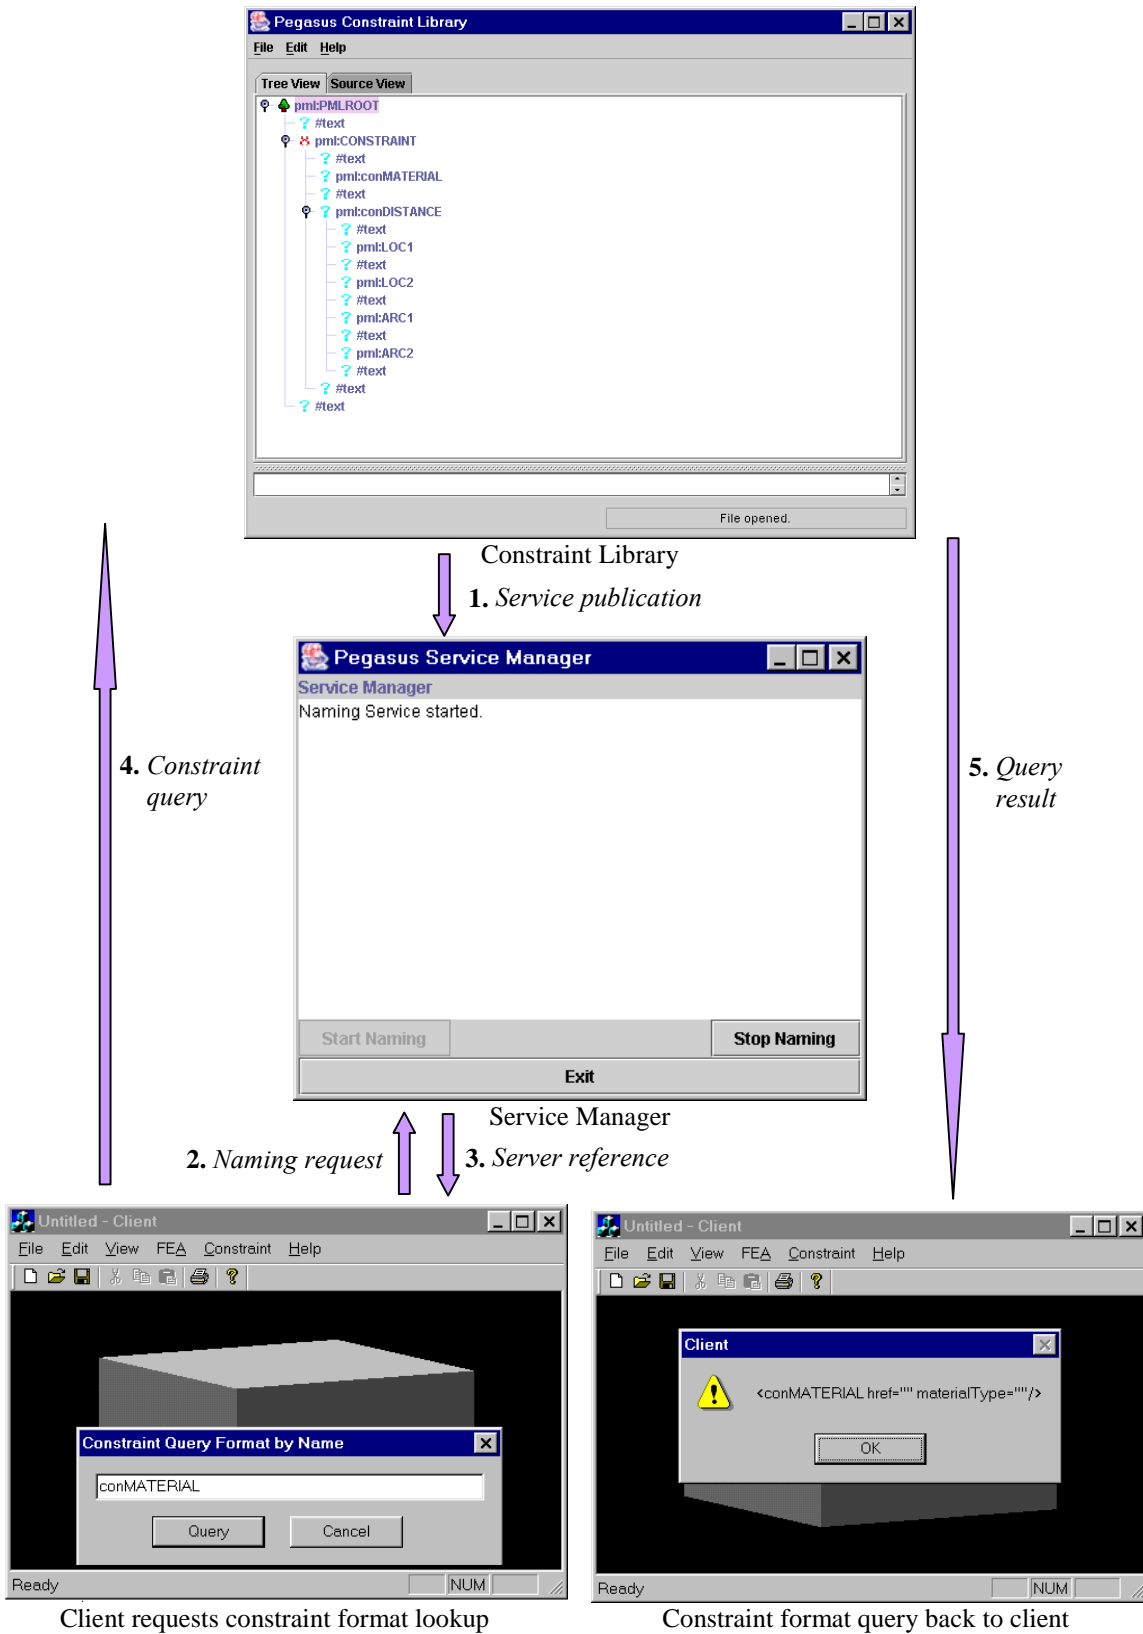 Pegasus Constraint Library
File Edit Help
Tree View Source View
pml:PMLROOT
#text
pml:CONSTRAINT
#text
pml:conMATERIAL
#text
pml:conDISTANCE
#text
pml:LOC1
#text
pml:LOC2
#text
pml:ARC1
#text
pml:ARC2
#text
#text
#text
File opened.
Constraint Library
1. Service publication
Pegasus Service Manager
Service Manager
Naming Service started.
4. Constraint
query
5. Query
result
Start Naming Stop Naming
Exit
Service Manager
2. Naming request
3. Server reference
Untitled - Client
File Edit View FEA Constraint Help
Constraint Query Format by Name
conMATERIAL
Query Cancel
Ready NUM
Client requests constraint format lookup
Untitled - Client
File Edit View FEA Constraint Help
Client
<conMATERIAL href="" materialType=""/>
OK
Ready NUM
Constraint format query back to client